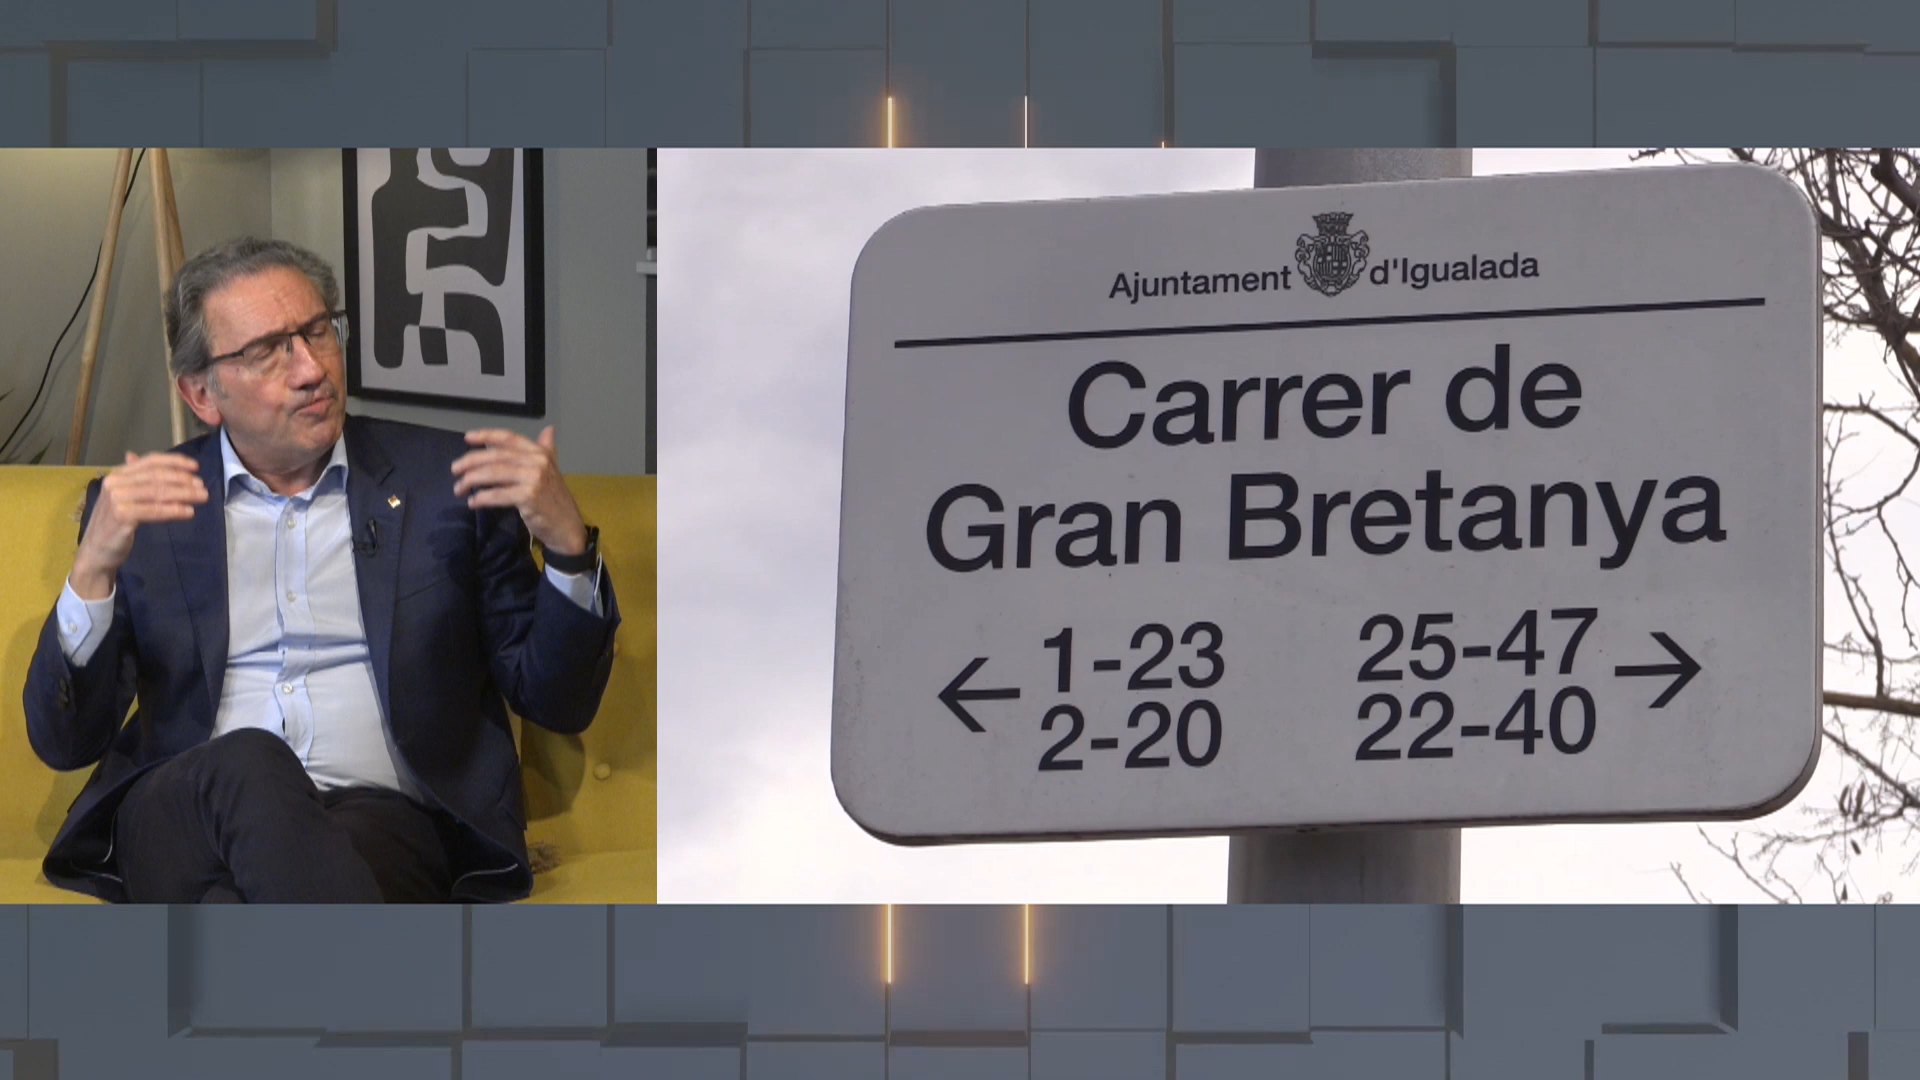 Ajuntament d'Igualada
Carrer de
Gran Bretanya
← 1-23 25-47 →
2-20 22-40